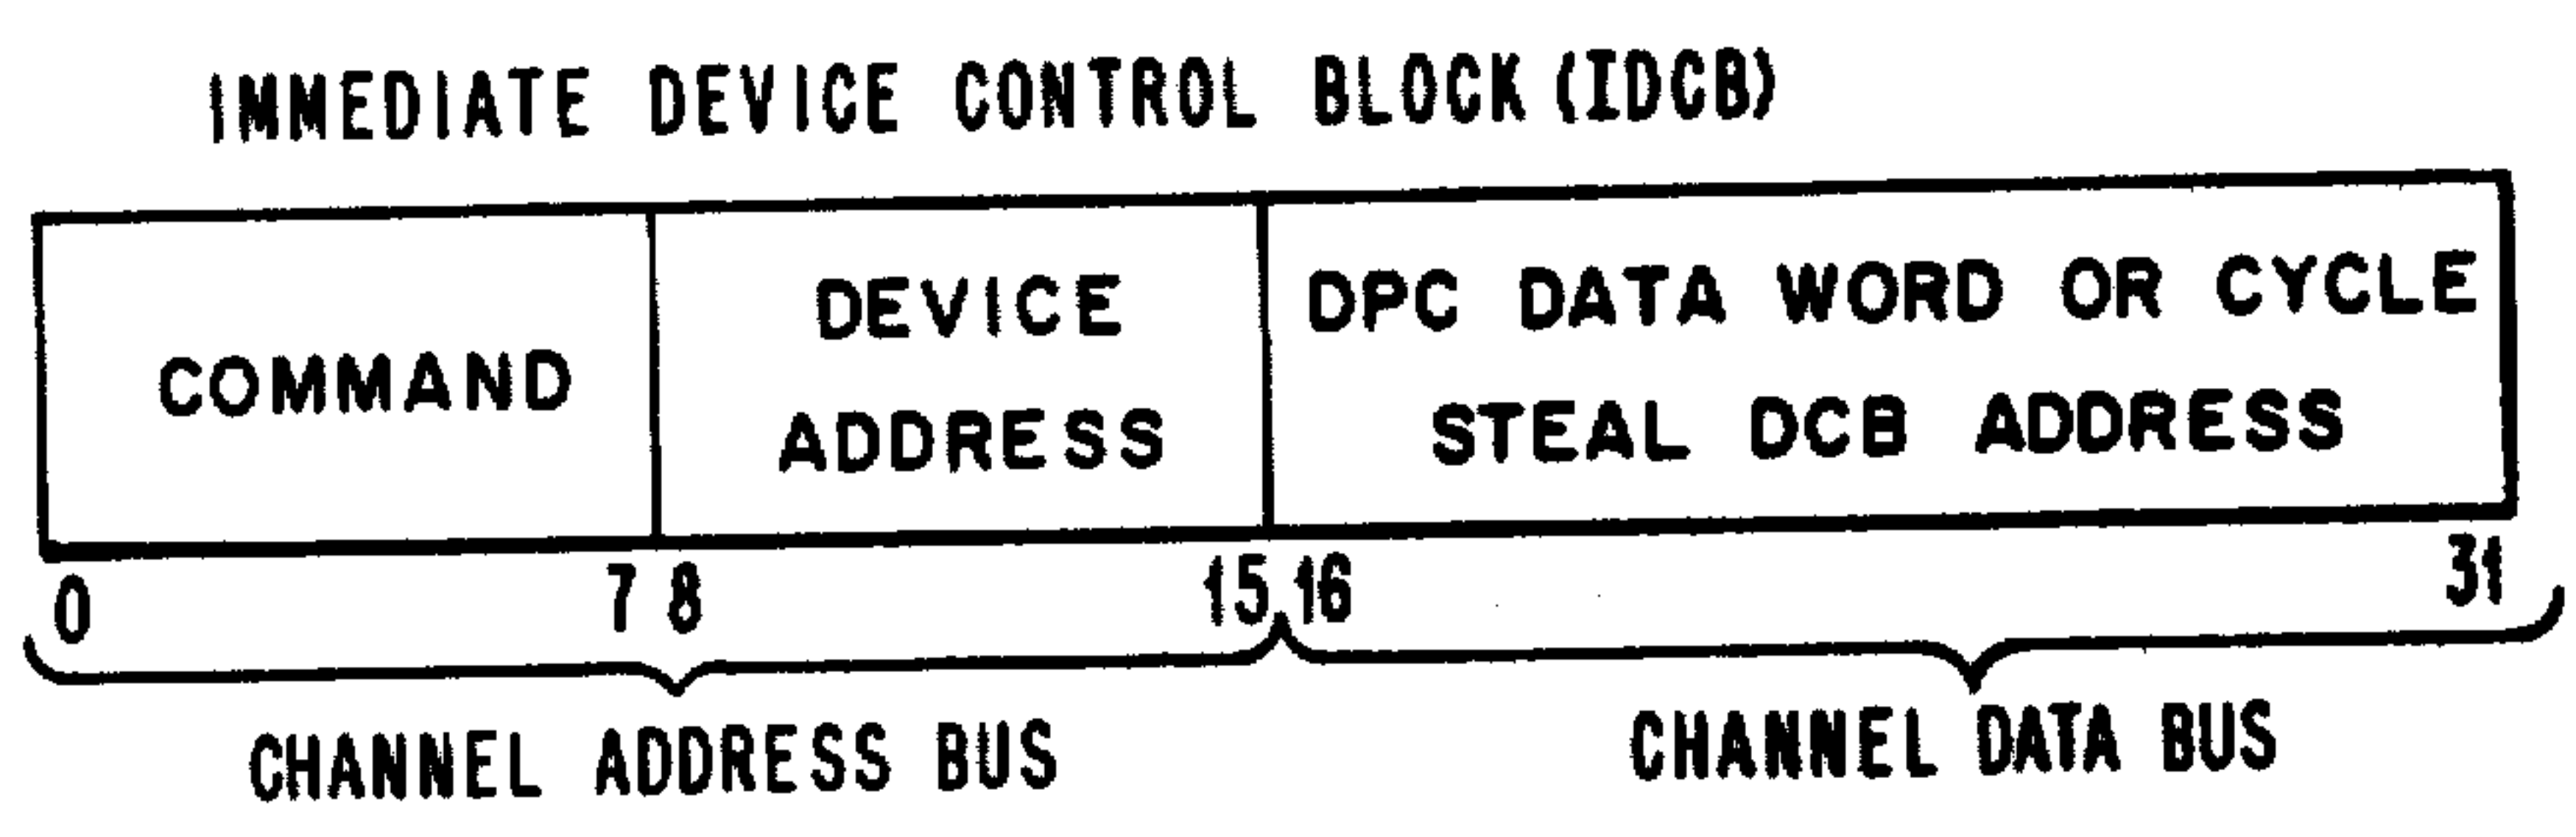 IMMEDIATE DEVICE CONTROL BLOCK (IDCB)
COMMAND
DEVICE
ADDRESS
DPC DATA WORD OR CYCLE
STEAL DCB ADDRESS
0 7 8 15 16 31
CHANNEL ADDRESS BUS
CHANNEL DATA BUS